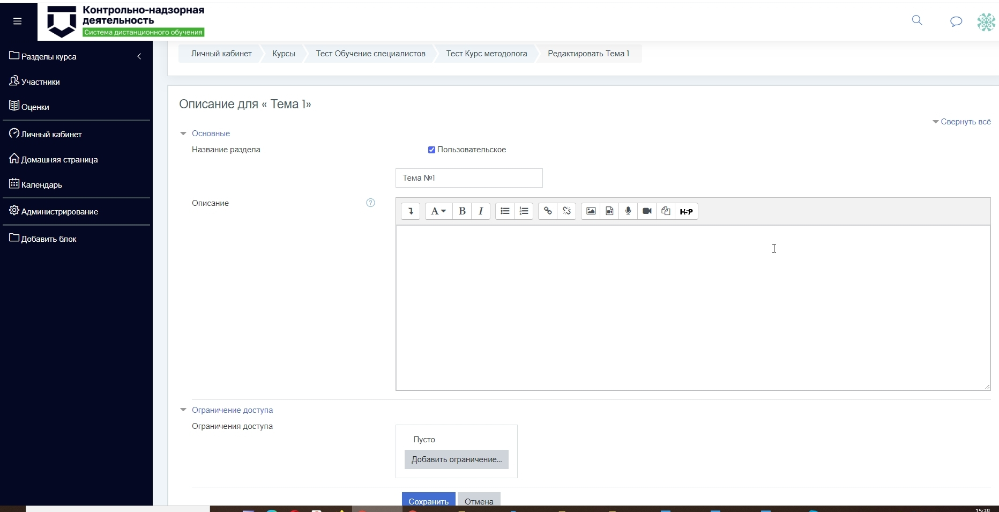 Контрольно-надзорная
деятельность
Система дистанционного обучения
Разделы курса
Участники
Оценки
Личный кабинет
Домашняя страница
Календарь
Администрирование
Добавить блок
Личный кабинет Курсы Тест Обучение специалистов Тест Курс методолога Редактировать Тема 1
Описание для « Тема 1»
Свернуть всё
Основные
Название раздела Пользовательское
Тема №1
Описание ?
A B I H5P
Ограничение доступа
Ограничения доступа
Пусто
Добавить ограничение...
Сохранить Отмена
15:38